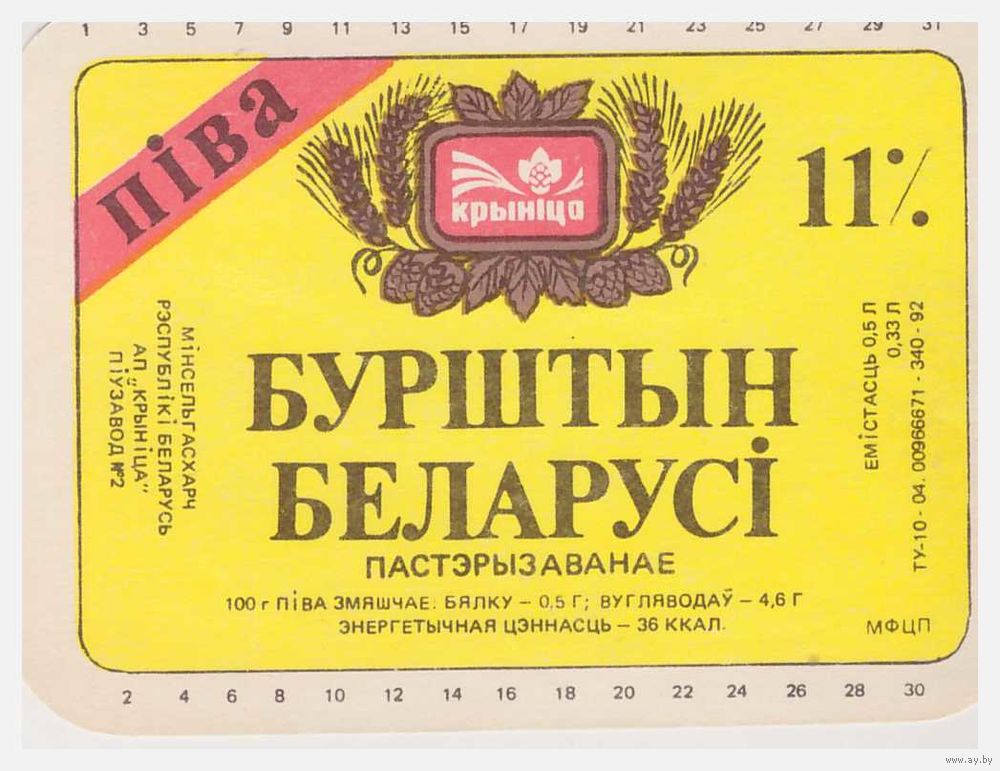 1 3 5 7 9 11 13 15 17 19 21 23 25 27 29 31
піва
крыніца
11%
МІНСЕЛЬГАСХАРЧ
РЭСПУБЛІКІ БЕЛАРУСЬ
АП „КРЫНІЦА"
ПІЎЗАВОД №2
БУРШТЫН
БЕЛАРУСІ
ПАСТЭРЫЗАВАНАЕ
100 г ПІВА ЗМЯШЧАЕ: БЯЛКУ – 0,5 Г; ВУГЛЯВОДАЎ – 4,6 Г
ЭНЕРГЕТЫЧНАЯ ЦЭННАСЦЬ – 36 ККАЛ.
ЕМІСТАСЦЬ 0,5 Л
0,33 Л
ТУ-10-04. 00966671-340-92
МФЦП
2 4 6 8 10 12 14 16 18 20 22 24 26 28 30
www.ay.by